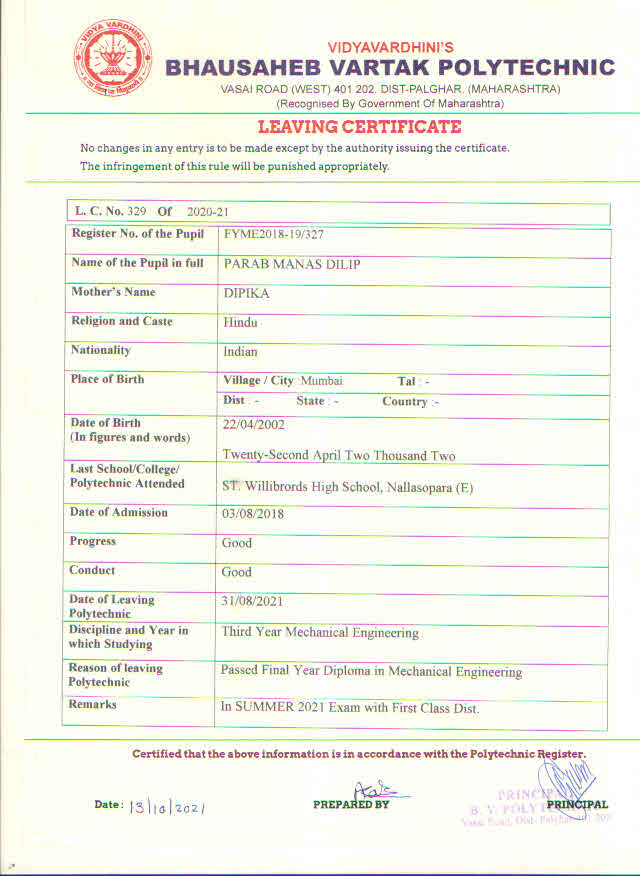 VIDYA VARDHINI
VIDYAVARDHINI'S
BHAUSAHEB VARTAK POLYTECHNIC
VASAI ROAD (WEST) 401 202. DIST-PALGHAR. (MAHARASHTRA)
(Recognised By Government Of Maharashtra)
LEAVING CERTIFICATE
No changes in any entry is to be made except by the authority issuing the certificate.
The infringement of this rule will be punished appropriately.
L. C. No. 329 Of 2020-21
Register No. of the Pupil FYME2018-19/327
Name of the Pupil in full PARAB MANAS DILIP
Mother's Name DIPIKA
Religion and Caste Hindu
Nationality Indian
Place of Birth Village / City :Mumbai Tal : -
Dist : - State : - Country :-
Date of Birth 22/04/2002
(In figures and words)
Twenty-Second April Two Thousand Two
Last School/College/
Polytechnic Attended ST. Willibrords High School, Nallasopara (E)
Date of Admission 03/08/2018
Progress Good
Conduct Good
Date of Leaving 31/08/2021
Polytechnic
Discipline and Year in Third Year Mechanical Engineering
which Studying
Reason of leaving Passed Final Year Diploma in Mechanical Engineering
Polytechnic
Remarks In SUMMER 2021 Exam with First Class Dist.
Certified that the above information is in accordance with the Polytechnic Register.
Date: 13/10/2021 PREPARED BY PRINCIPAL
PRINCIPAL
B. V. POLYTECHNIC
Vasai Road, Dist- Palghar